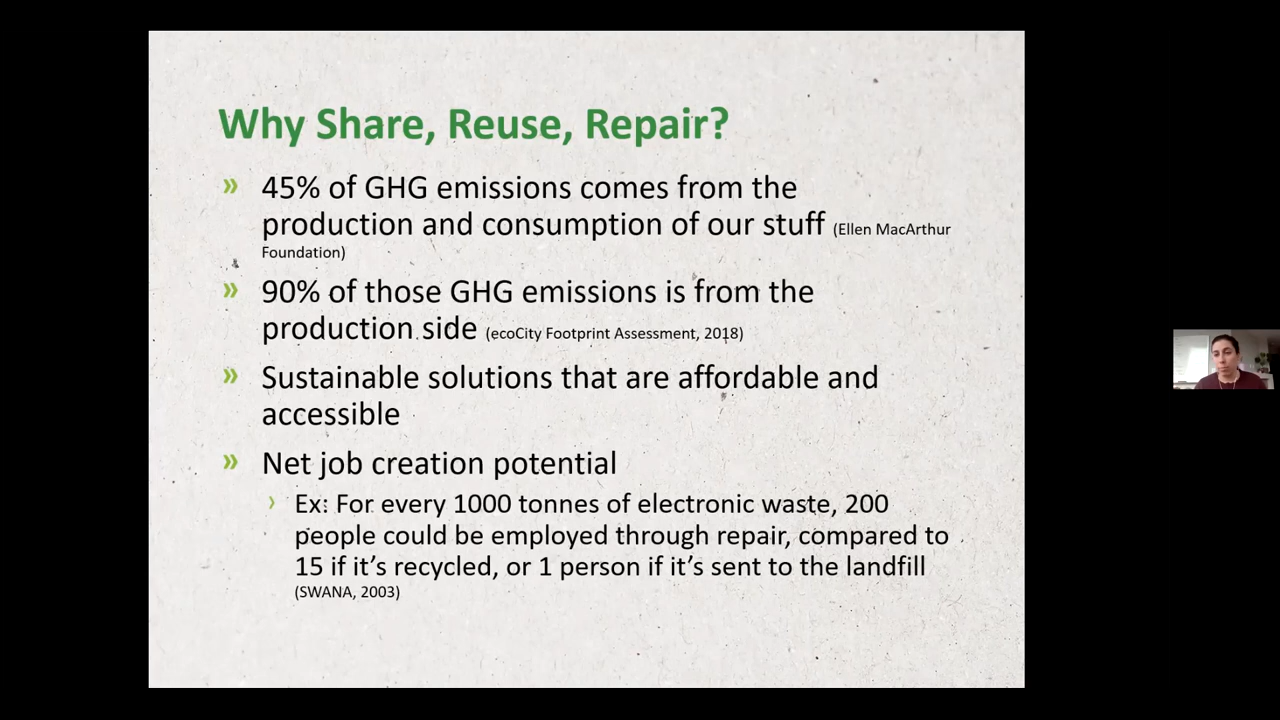 Why Share, Reuse, Repair?
» 45% of GHG emissions comes from the
production and consumption of our stuff (Ellen MacArthur
Foundation)
» 90% of those GHG emissions is from the
production side (ecoCity Footprint Assessment, 2018)
» Sustainable solutions that are affordable and
accessible
» Net job creation potential
› Ex: For every 1000 tonnes of electronic waste, 200
people could be employed through repair, compared to
15 if it’s recycled, or 1 person if it’s sent to the landfill
(SWANA, 2003)